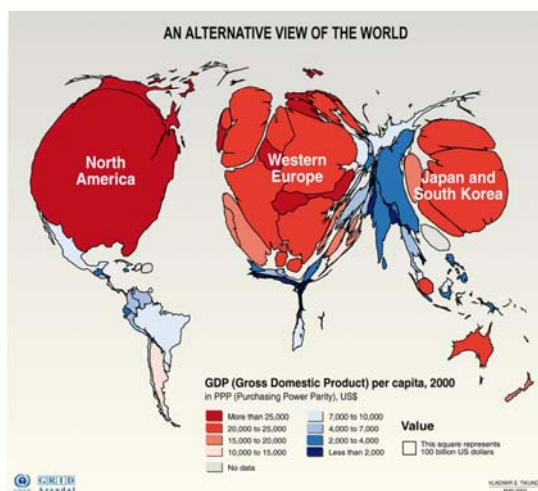 AN ALTERNATIVE VIEW OF THE WORLD
North
America
Western
Europe
Japan and
South Korea
GDP (Gross Domestic Product) per capita, 2000
in PPP (Purchasing Power Parity), US$
More than 25,000
20,000 to 25,000
15,000 to 20,000
10,000 to 15,000
No data
7,000 to 10,000
4,000 to 7,000
2,000 to 4,000
Less than 2,000
Value
This square represents
100 billion US dollars
G R I D
Arendal